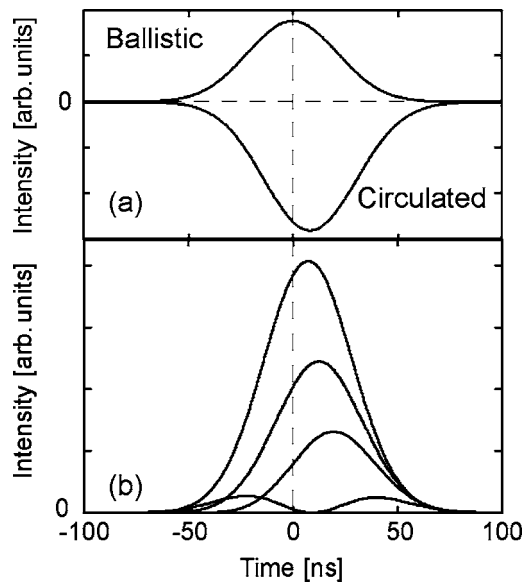 Intensity [arb. units]
Ballistic
0
(a)
Circulated
Intensity [arb. units]
0
(b)
-100
-50
0
50
100
Time [ns]